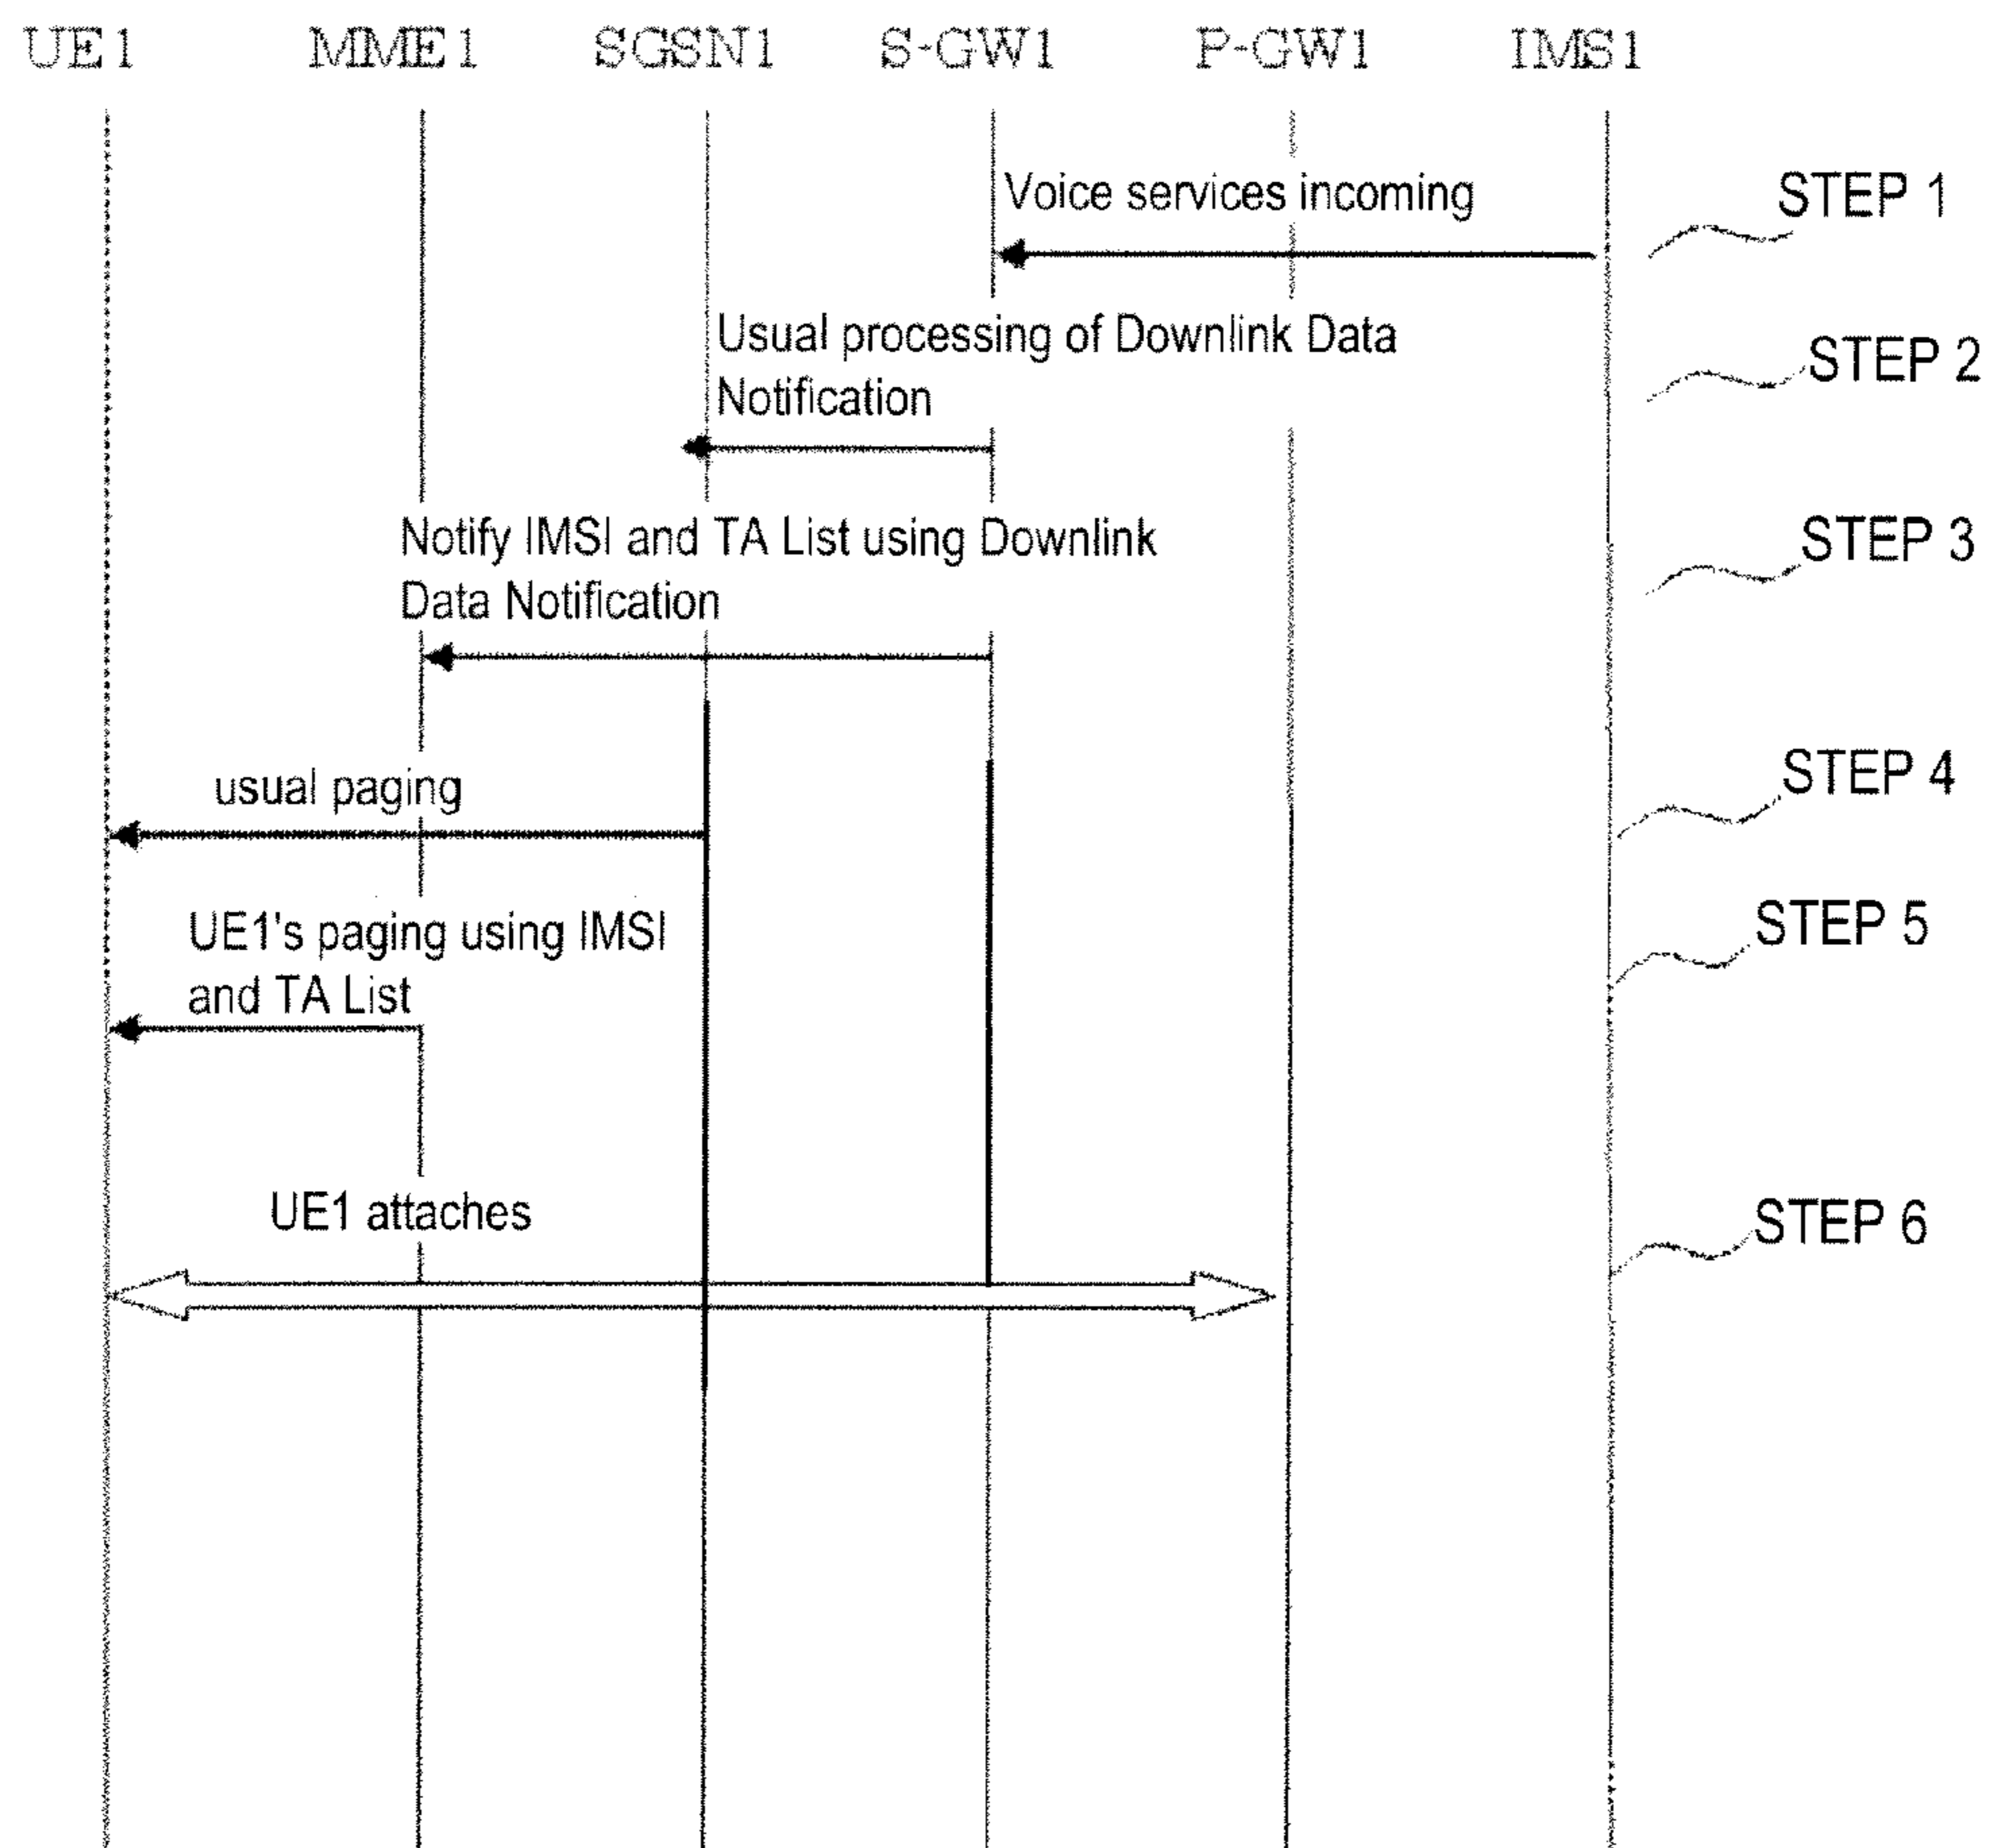 UE1 MME1 SGSN1 S-GW1 P-GW1 IMS1
Voice services incoming
STEP 1
Usual processing of Downlink Data
Notification
STEP 2
Notify IMSI and TA List using Downlink
Data Notification
STEP 3
usual paging
STEP 4
UE1's paging using IMSI
and TA List
STEP 5
UE1 attaches
STEP 6